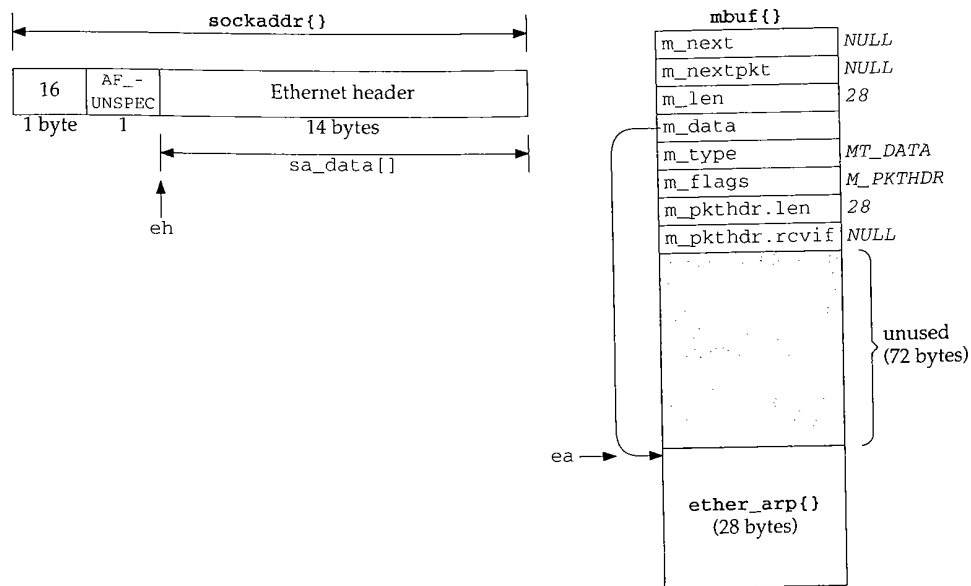 sockaddr{}
16
AF_-
UNSPEC
Ethernet header
1 byte
1
14 bytes
sa_data[]
eh
mbuf{}
m_next NULL
m_nextpkt NULL
m_len 28
m_data
m_type MT_DATA
m_flags M_PKTHDR
m_pkthdr.len 28
m_pkthdr.rcvif NULL
unused
(72 bytes)
ea
ether_arp{}
(28 bytes)